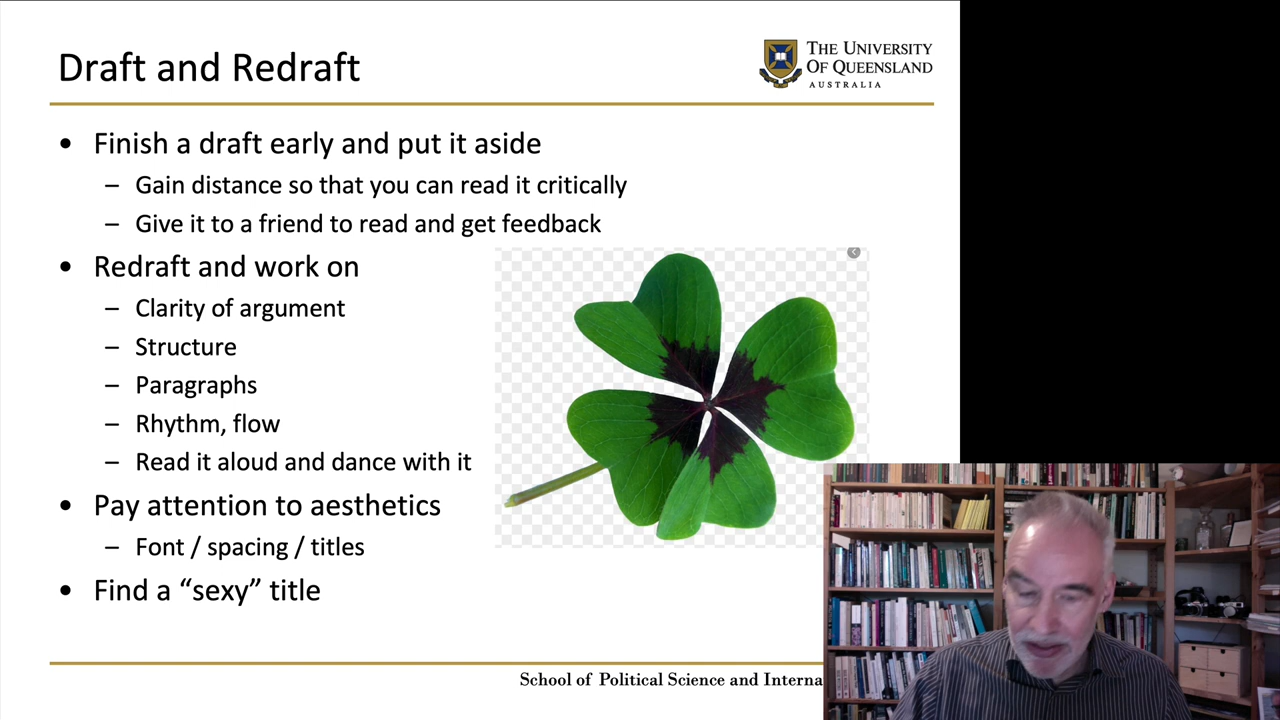 Draft and Redraft
THE UNIVERSITY
OF QUEENSLAND
AUSTRALIA
• Finish a draft early and put it aside
– Gain distance so that you can read it critically
– Give it to a friend to read and get feedback
• Redraft and work on
– Clarity of argument
– Structure
– Paragraphs
– Rhythm, flow
– Read it aloud and dance with it
• Pay attention to aesthetics
– Font / spacing / titles
• Find a “sexy” title
School of Political Science and Interna